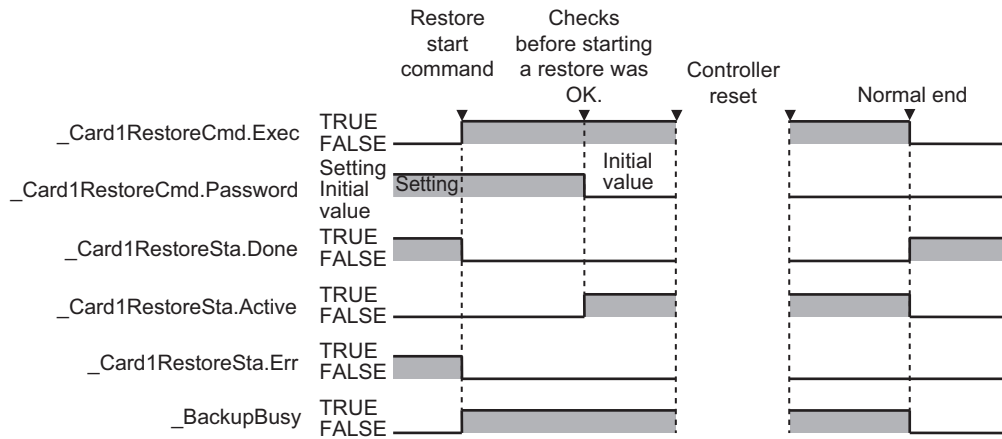 Restore
start
command
Checks
before starting
a restore was
OK.
Controller
reset
Normal end
_Card1RestoreCmd.Exec
TRUE
FALSE
_Card1RestoreCmd.Password
Setting
Initial
value
Setting
Initial
value
_Card1RestoreSta.Done
TRUE
FALSE
_Card1RestoreSta.Active
TRUE
FALSE
_Card1RestoreSta.Err
TRUE
FALSE
_BackupBusy
TRUE
FALSE